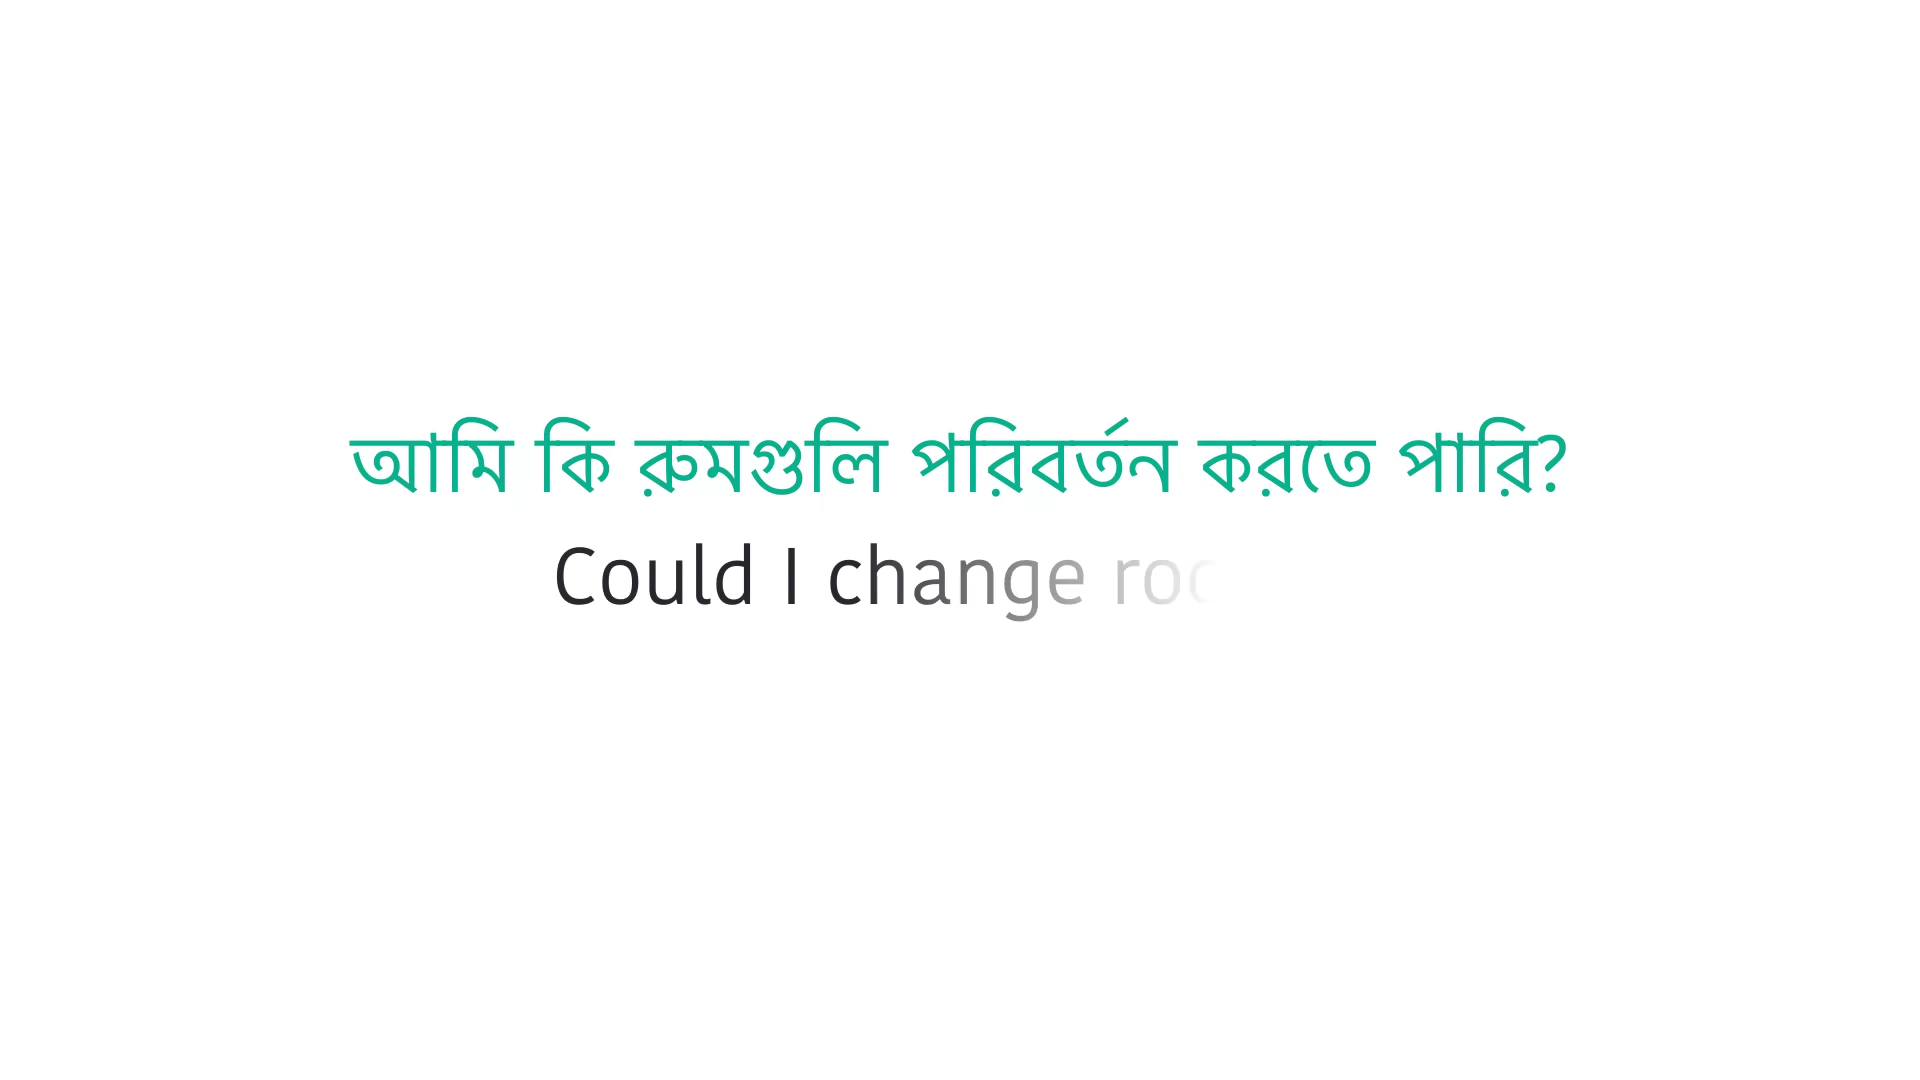 আমি কি রুমগুলি পরিবর্তন করতে পারি?
Could I change